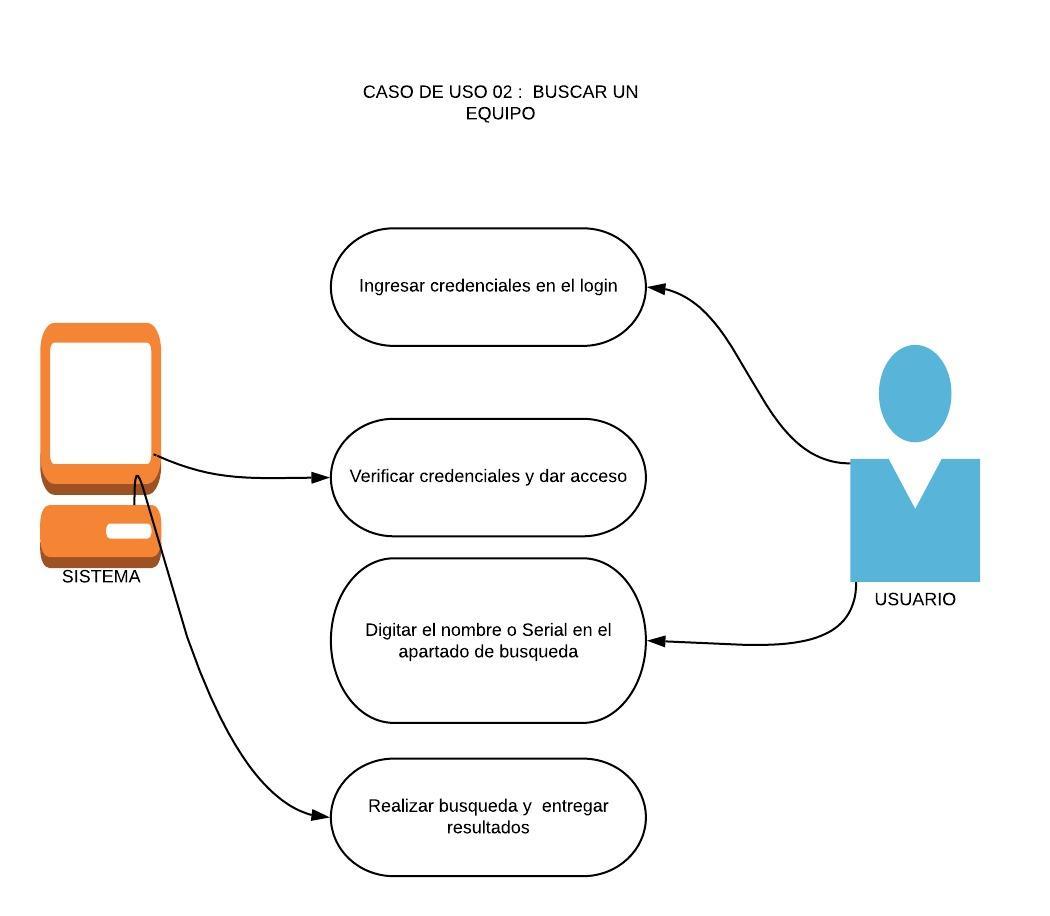 CASO DE USO 02 :  BUSCAR UN
EQUIPO
Ingresar credenciales en el login
Verificar credenciales y dar acceso
SISTEMA
USUARIO
Digitar el nombre o Serial en el
apartado de busqueda
Realizar busqueda y  entregar
resultados